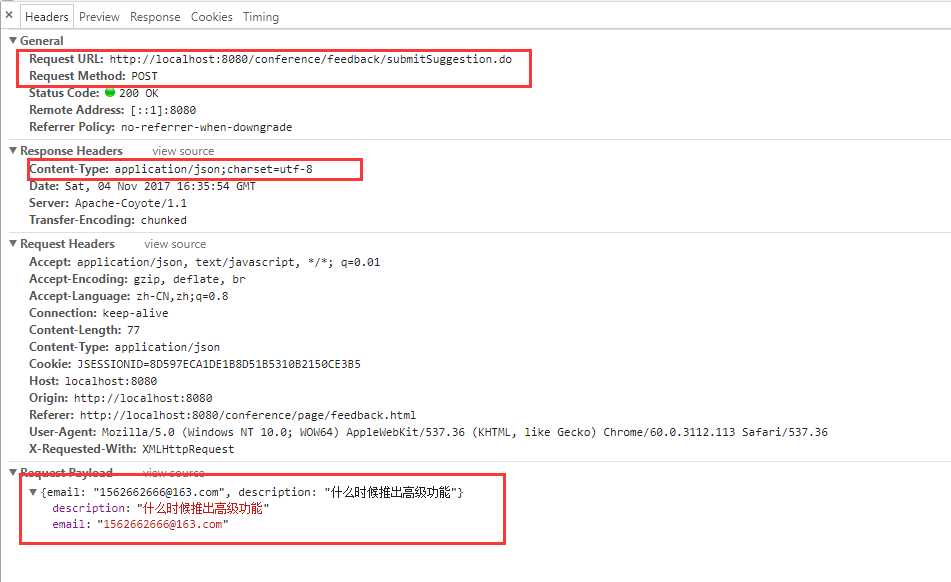 × Headers Preview Response Cookies Timing
▼ General
Request URL: http://localhost:8080/conference/feedback/submitSuggestion.do
Request Method: POST
Status Code: 200 OK
Remote Address: [::1]:8080
Referrer Policy: no-referrer-when-downgrade
▼ Response Headers view source
Content-Type: application/json;charset=utf-8
Date: Sat, 04 Nov 2017 16:35:54 GMT
Server: Apache-Coyote/1.1
Transfer-Encoding: chunked
▼ Request Headers view source
Accept: application/json, text/javascript, */*; q=0.01
Accept-Encoding: gzip, deflate, br
Accept-Language: zh-CN,zh;q=0.8
Connection: keep-alive
Content-Length: 77
Content-Type: application/json
Cookie: JSESSIONID=8D597ECA1DE1B8D51B5310B2150CE3B5
Host: localhost:8080
Origin: http://localhost:8080
Referer: http://localhost:8080/conference/page/feedback.html
User-Agent: Mozilla/5.0 (Windows NT 10.0; WOW64) AppleWebKit/537.36 (KHTML, like Gecko) Chrome/60.0.3112.113 Safari/537.36
X-Requested-With: XMLHttpRequest
▼ Request Payload view source
▼ {email: "1562662666@163.com", description: "什么时候推出高级功能"}
description: "什么时候推出高级功能"
email: "1562662666@163.com"